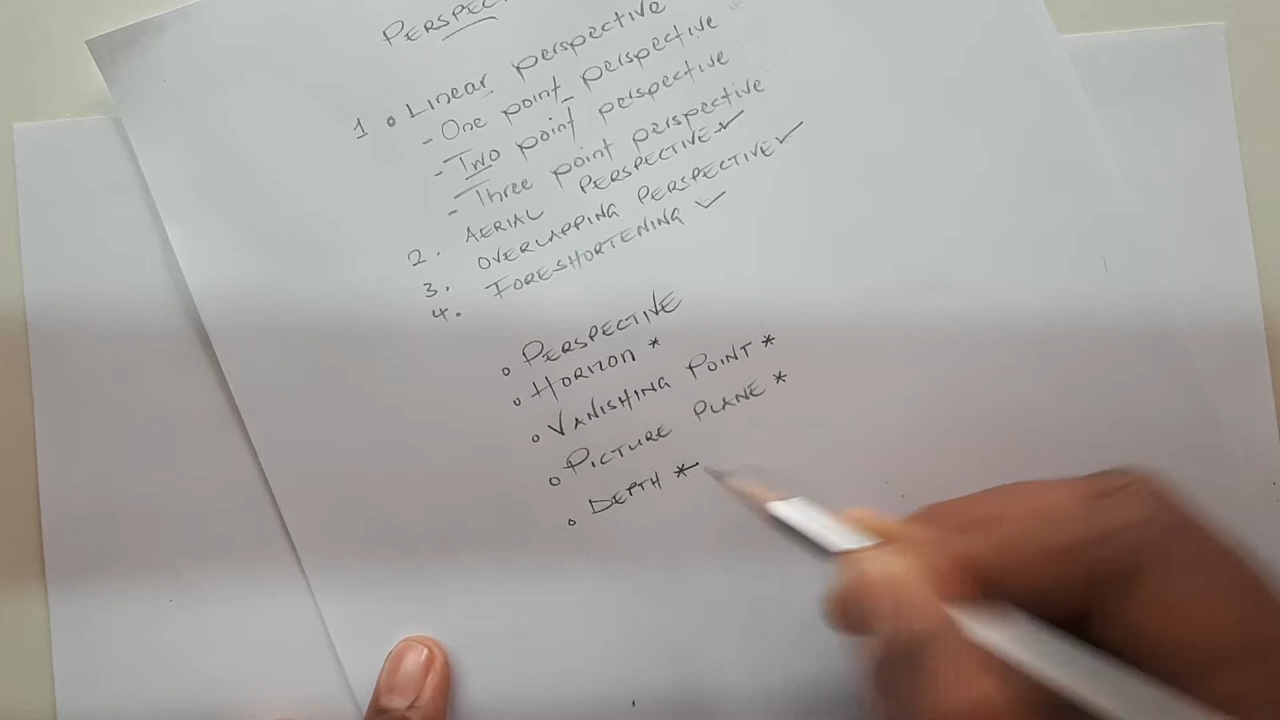 PERSPEC
1 • Linear perspective
- One point perspective
- Two point perspective
- Three point perspective
2. AERIAL PERSPECTIVE ✓
3. OVERLAPPING PERSPECTIVE ✓
4. FORESHORTENING ✓
• PERSPECTIVE
• HORIZON *
• VANISHING POINT *
• PICTURE PLANE *
• DEPTH *